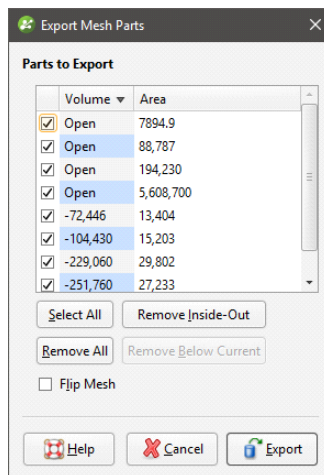 Export Mesh Parts
Parts to Export
Volume Area
Open 7894.9
Open 88,787
Open 194,230
Open 5,608,700
-72,446 13,404
-104,430 15,203
-229,060 29,802
-251,760 27,233
Select All Remove Inside-Out
Remove All Remove Below Current
Flip Mesh
Help Cancel Export